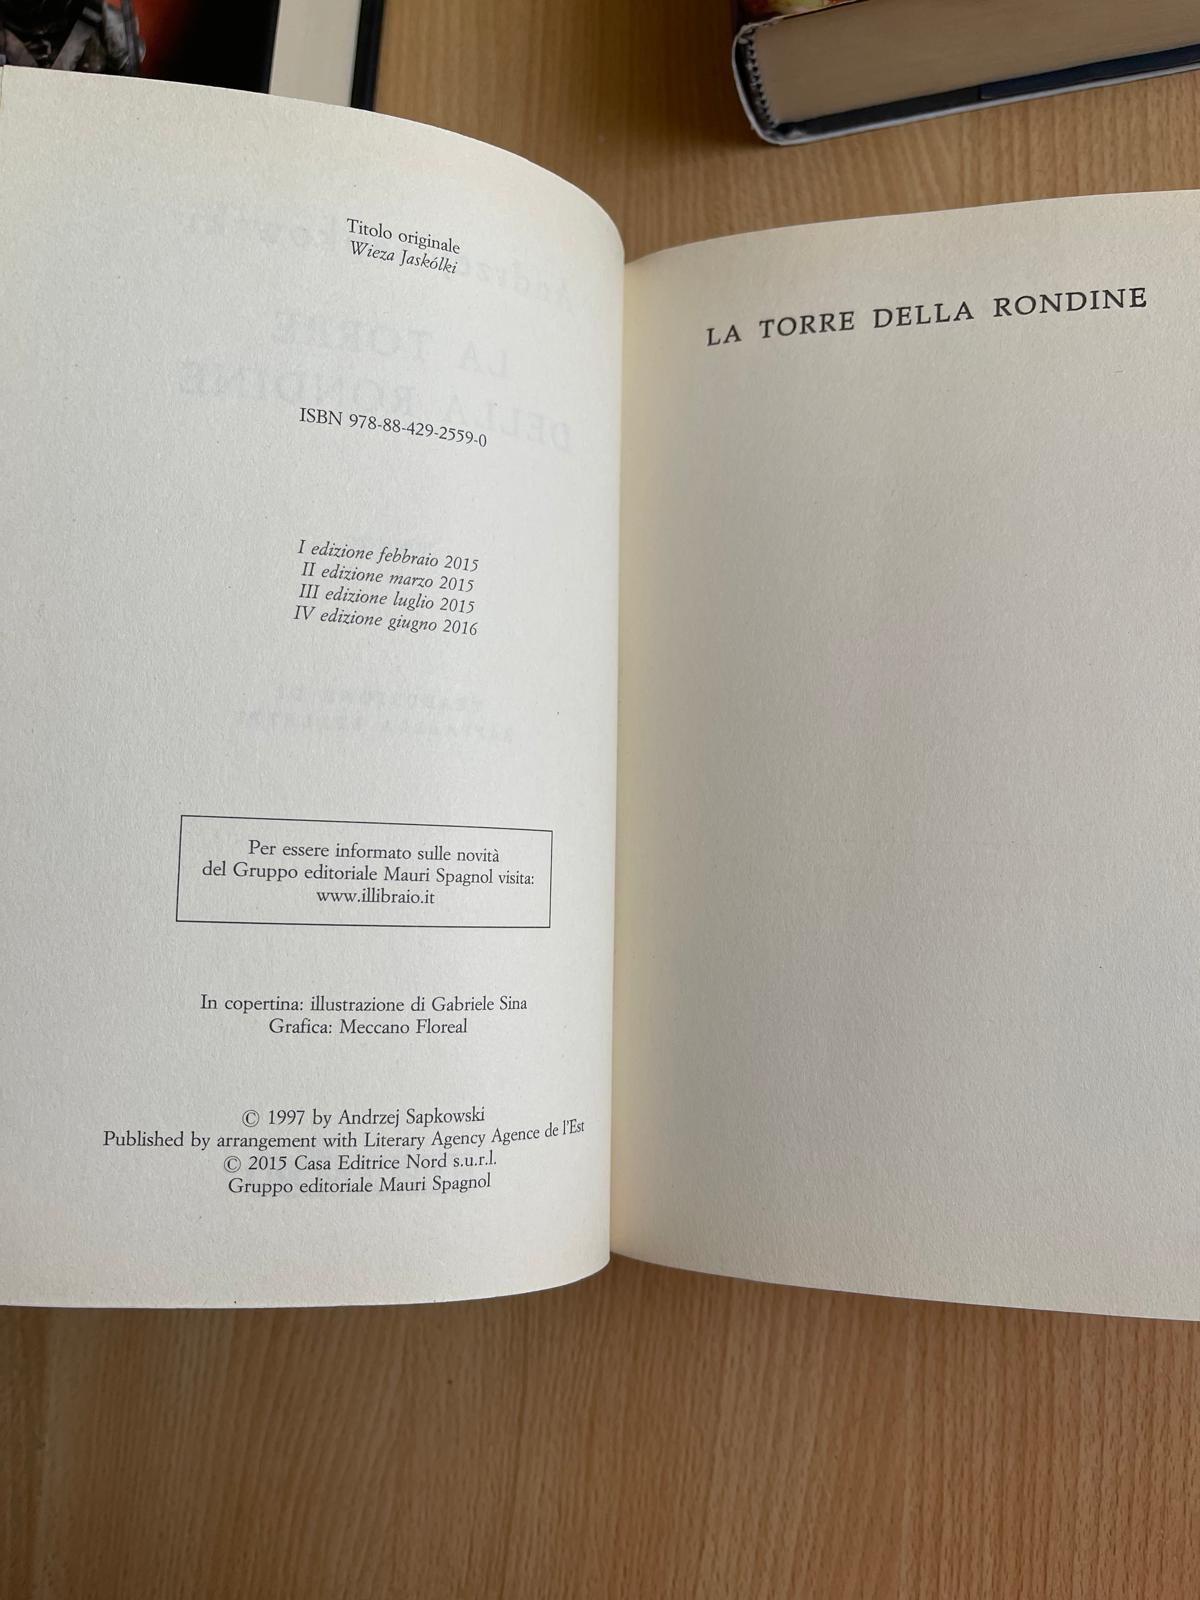 Titolo originale
Wieza Jaskólki
ISBN 978-88-429-2559-0
I edizione febbraio 2015
II edizione marzo 2015
III edizione luglio 2015
IV edizione giugno 2016
Per essere informato sulle novità
del Gruppo editoriale Mauri Spagnol visita:
www.illibraio.it
In copertina: illustrazione di Gabriele Sina
Grafica: Meccano Floreal
© 1997 by Andrzej Sapkowski
Published by arrangement with Literary Agency Agence de l'Est
© 2015 Casa Editrice Nord s.u.r.l.
Gruppo editoriale Mauri Spagnol
LA TORRE DELLA RONDINE